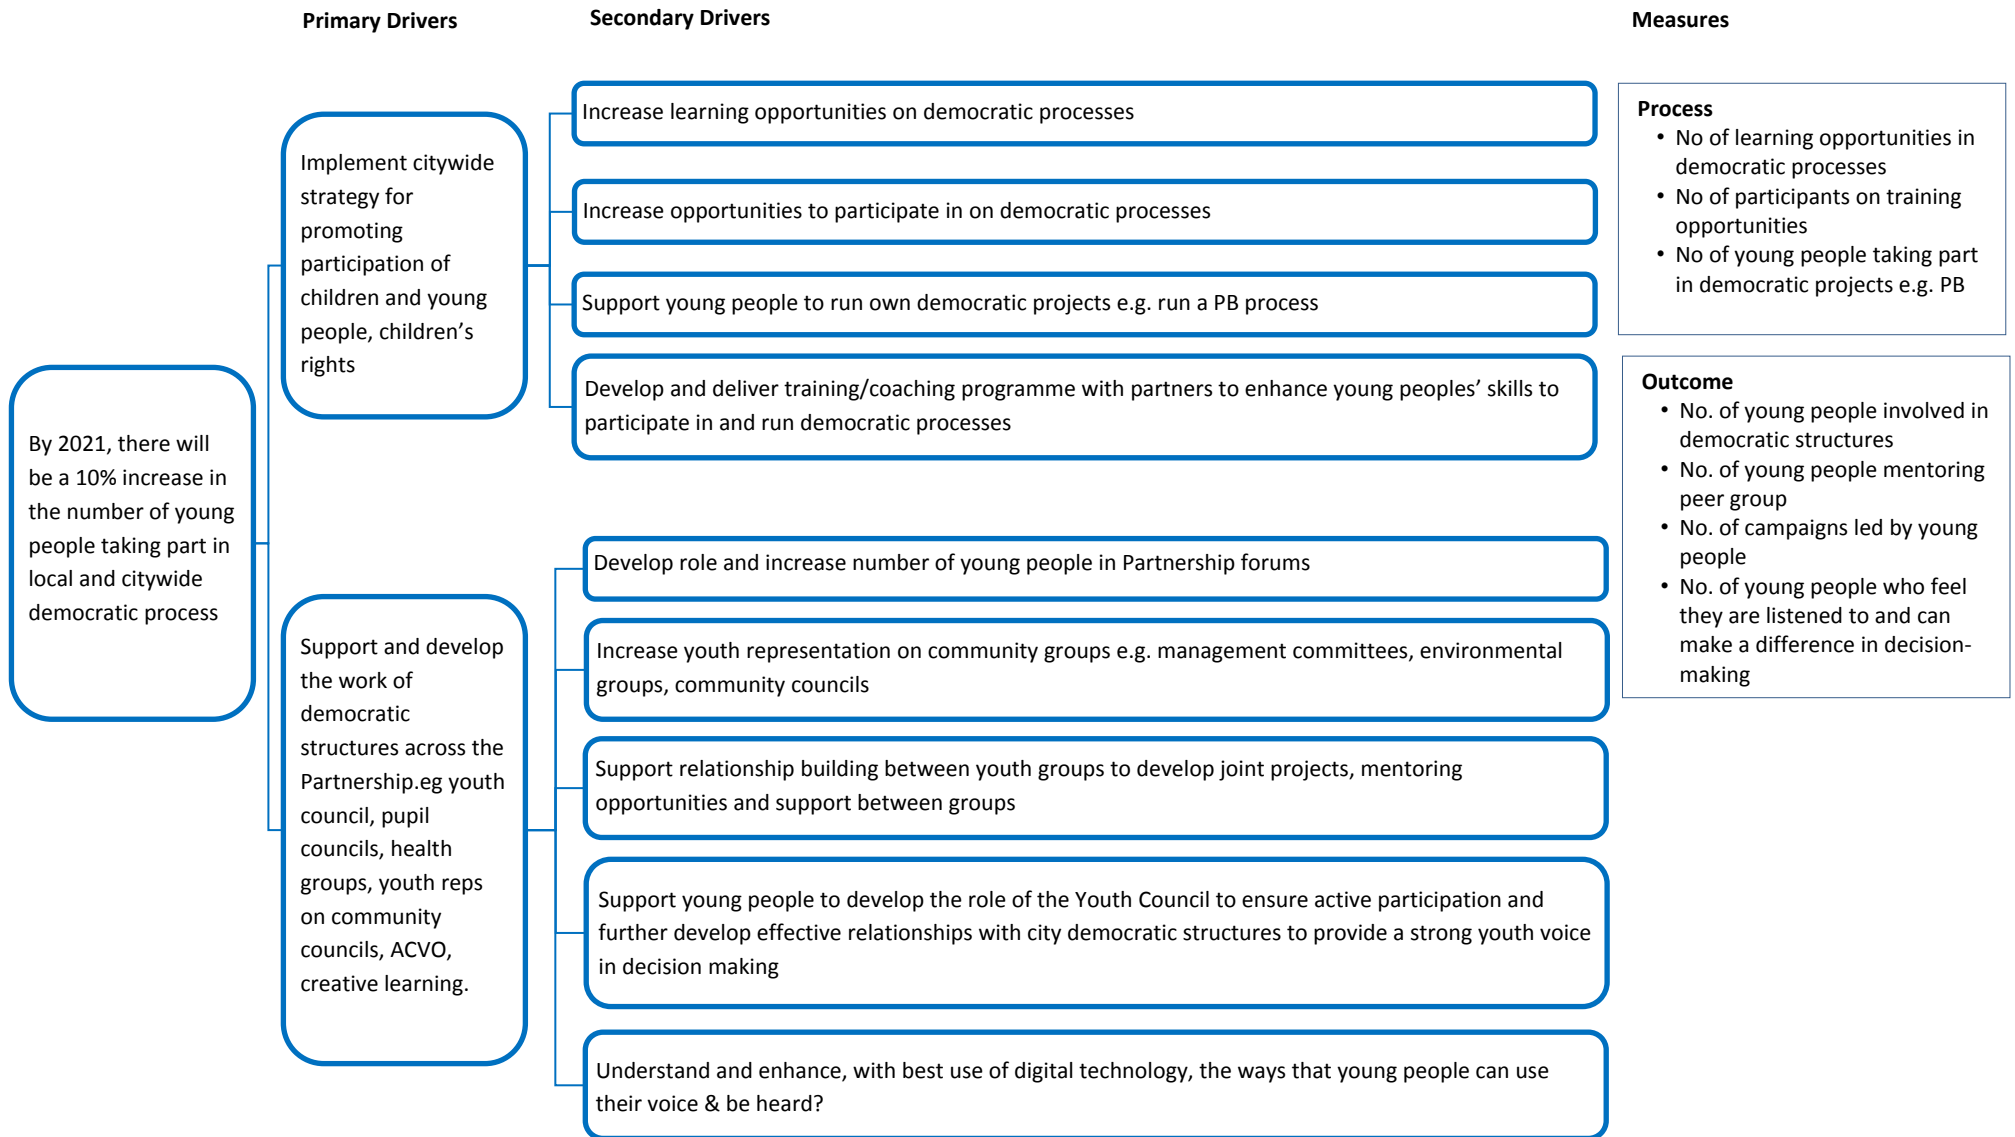 Primary Drivers
Secondary Drivers
Measures
By 2021, there will
be a 10% increase in
the number of young
people taking part in
local and citywide
democratic process
Implement citywide
strategy for
promoting
participation of
children and young
people, children’s
rights
Increase learning opportunities on democratic processes
Increase opportunities to participate in on democratic processes
Support young people to run own democratic projects e.g. run a PB process
Develop and deliver training/coaching programme with partners to enhance young peoples’ skills to
participate in and run democratic processes
Support and develop
the work of
democratic
structures across the
Partnership.eg youth
council, pupil
councils, health
groups, youth reps
on community
councils, ACVO,
creative learning.
Develop role and increase number of young people in Partnership forums
Increase youth representation on community groups e.g. management committees, environmental
groups, community councils
Support relationship building between youth groups to develop joint projects, mentoring
opportunities and support between groups
Support young people to develop the role of the Youth Council to ensure active participation and
further develop effective relationships with city democratic structures to provide a strong youth voice
in decision making
Understand and enhance, with best use of digital technology, the ways that young people can use
their voice & be heard?
Process
• No of learning opportunities in
democratic processes
• No of participants on training
opportunities
• No of young people taking part
in democratic projects e.g. PB
Outcome
• No. of young people involved in
democratic structures
• No. of young people mentoring
peer group
• No. of campaigns led by young
people
• No. of young people who feel
they are listened to and can
make a difference in decision-
making